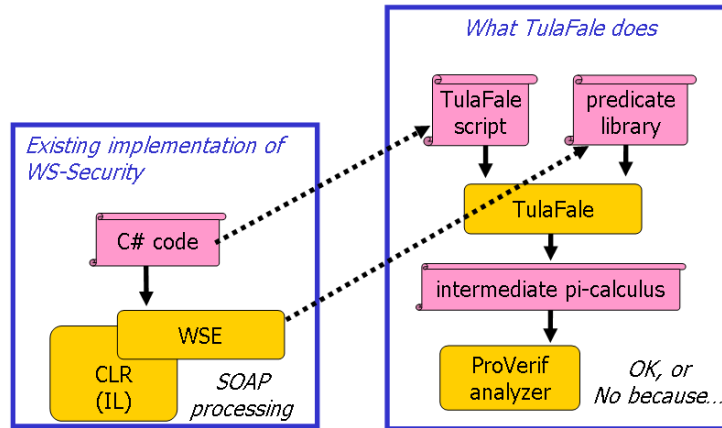 What TulaFale does
TulaFale
script
predicate
library
TulaFale
intermediate pi-calculus
ProVerif
analyzer
OK, or
No because...
Existing implementation of
WS-Security
C# code
WSE
CLR
(IL)
SOAP
processing